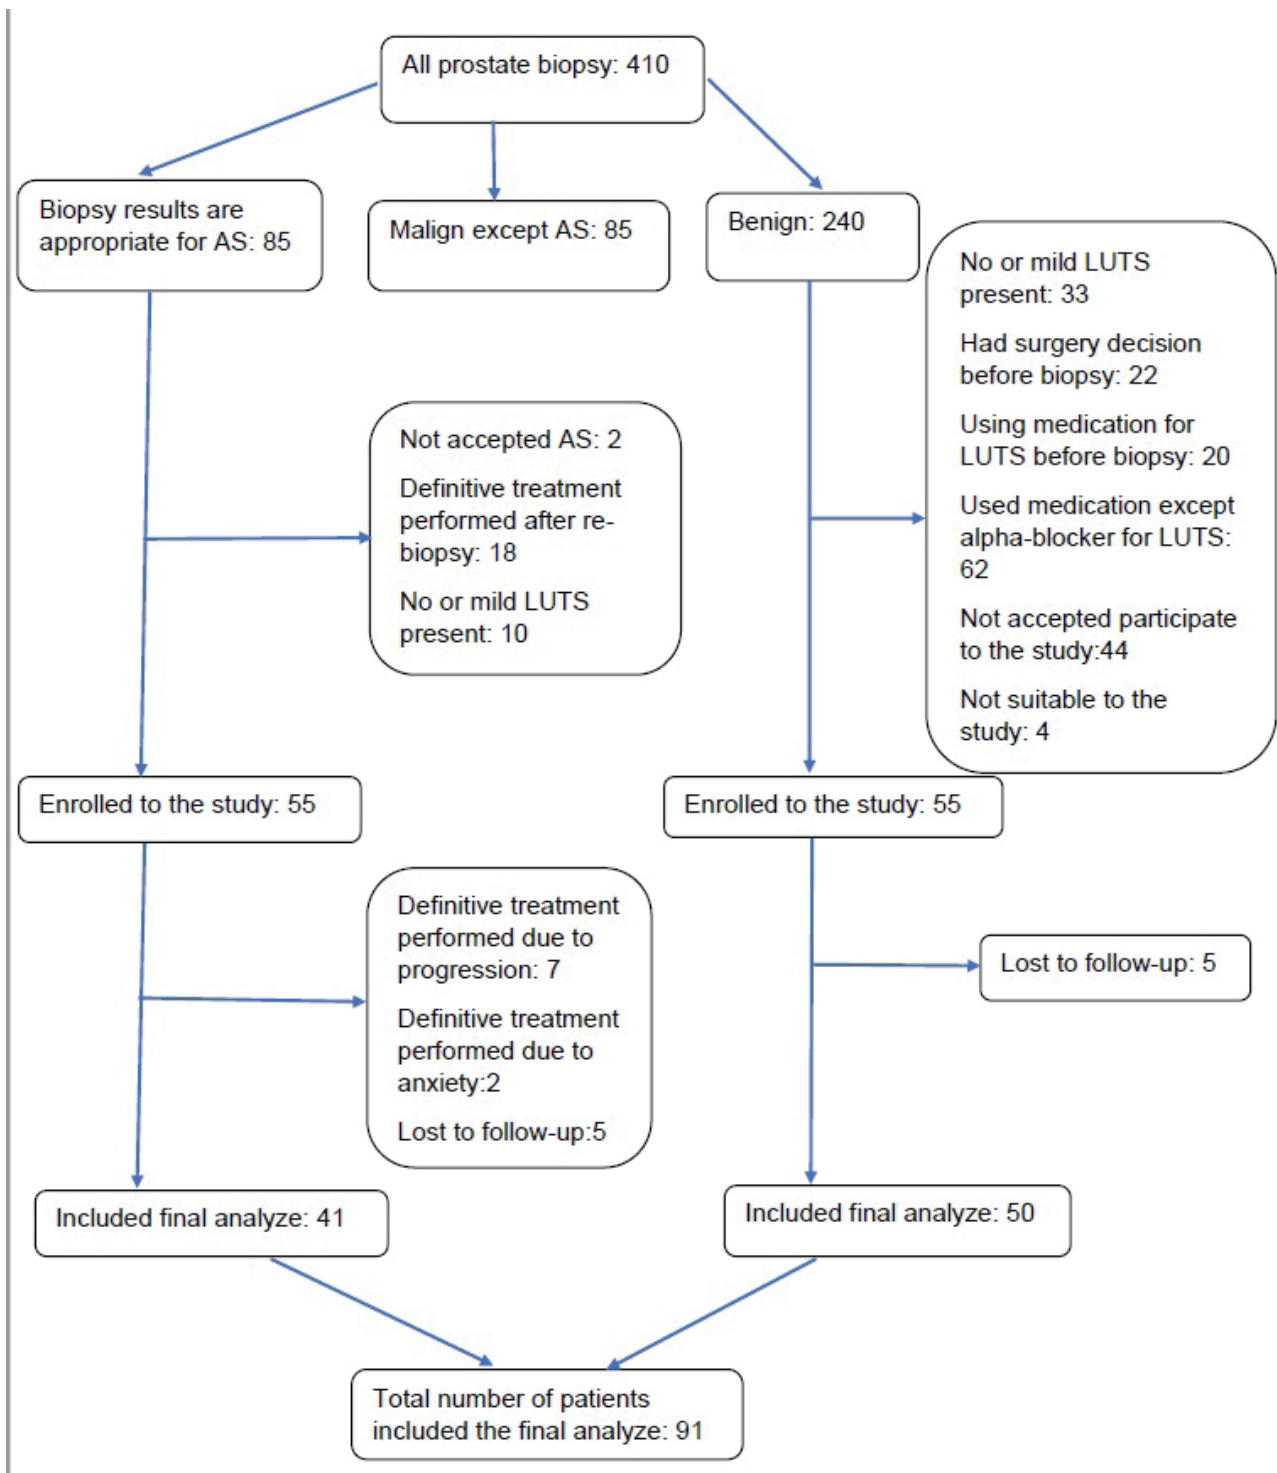 All prostate biopsy: 410
Biopsy results are
appropriate for AS: 85
Malign except AS: 85
Benign: 240
No or mild LUTS
present: 33
Had surgery decision
before biopsy: 22
Using medication for
LUTS before biopsy: 20
Used medication except
alpha-blocker for LUTS:
62
Not accepted participate
to the study:44
Not suitable to the
study: 4
Not accepted AS: 2
Definitive treatment
performed after re-
biopsy: 18
No or mild LUTS
present: 10
Enrolled to the study: 55
Enrolled to the study: 55
Definitive treatment
performed due to
progression: 7
Definitive treatment
performed due to
anxiety:2
Lost to follow-up:5
Lost to follow-up: 5
Included final analyze: 41
Included final analyze: 50
Total number of patients
included the final analyze: 91